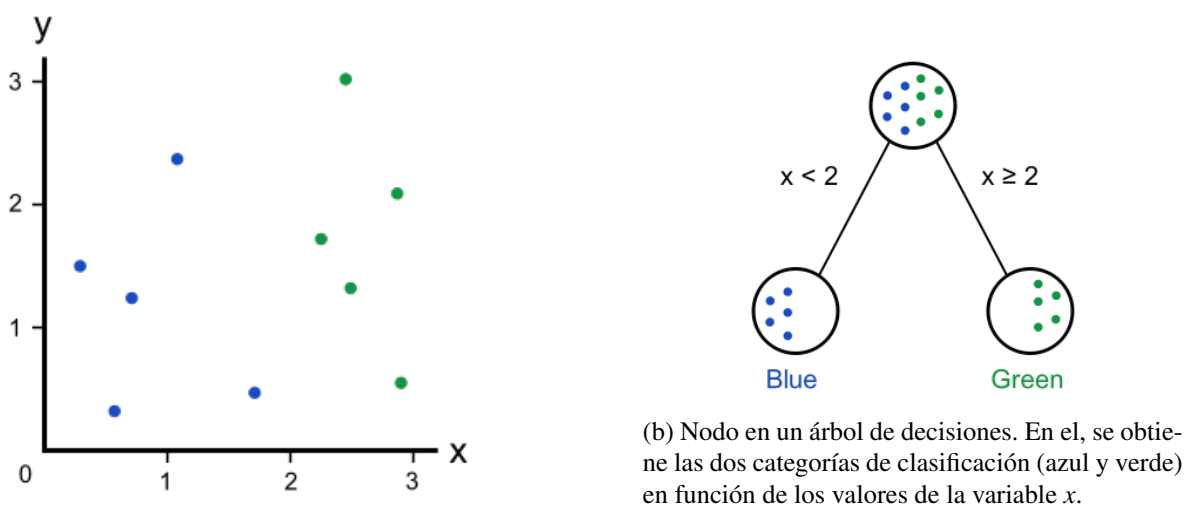 y
3
2
1
0
1
2
3
x
x < 2
x ≥ 2
Blue
Green
(b) Nodo en un árbol de decisiones. En el, se obtie-
ne las dos categorías de clasificación (azul y verde)
en función de los valores de la variable x.